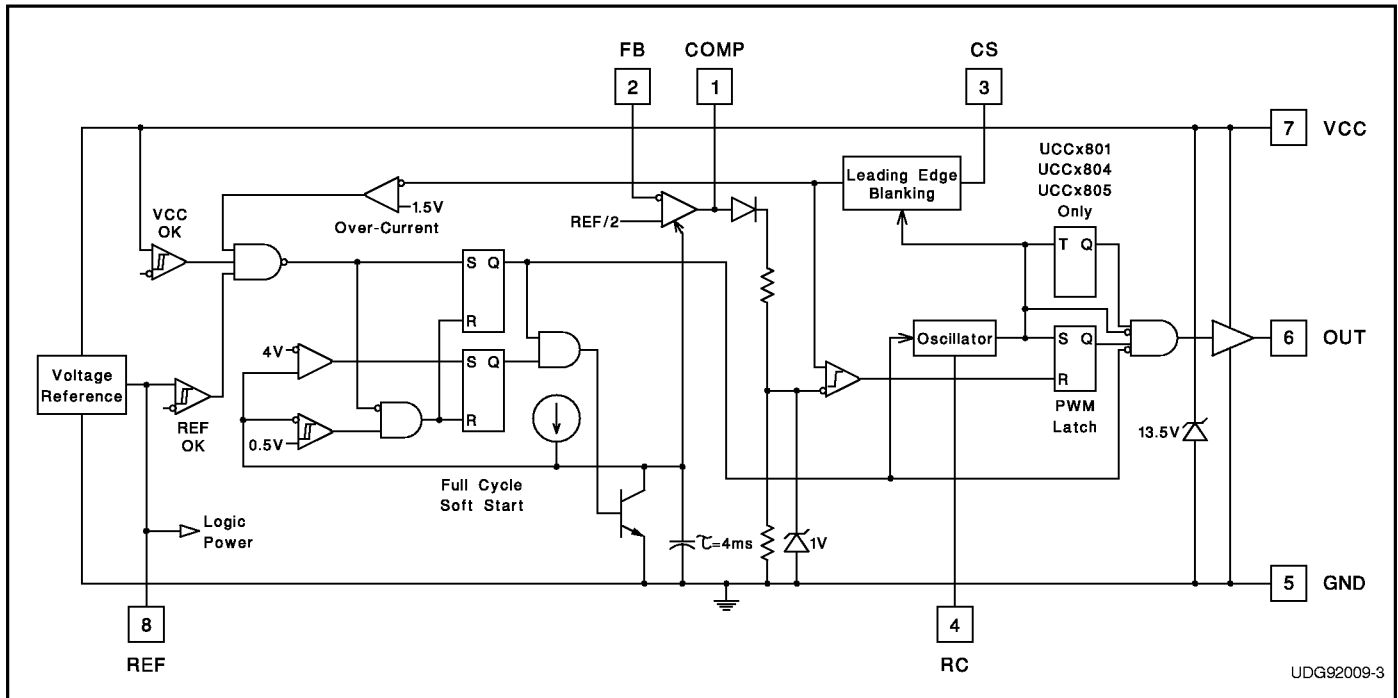 FB COMP CS
2 1 3
7 VCC
UCCx801
UCCx804
UCCx805
Only
Leading Edge
Blanking
1.5V
Over-Current
VCC
OK
REF/2
T Q
S Q
R
4V
S Q
R
Oscillator
S Q
R
PWM
Latch
6 OUT
Voltage
Reference
REF
OK
0.5V
13.5V
Full Cycle
Soft Start
Logic
Power
τ=4ms
1V
5 GND
8
REF
4
RC
UDG92009-3